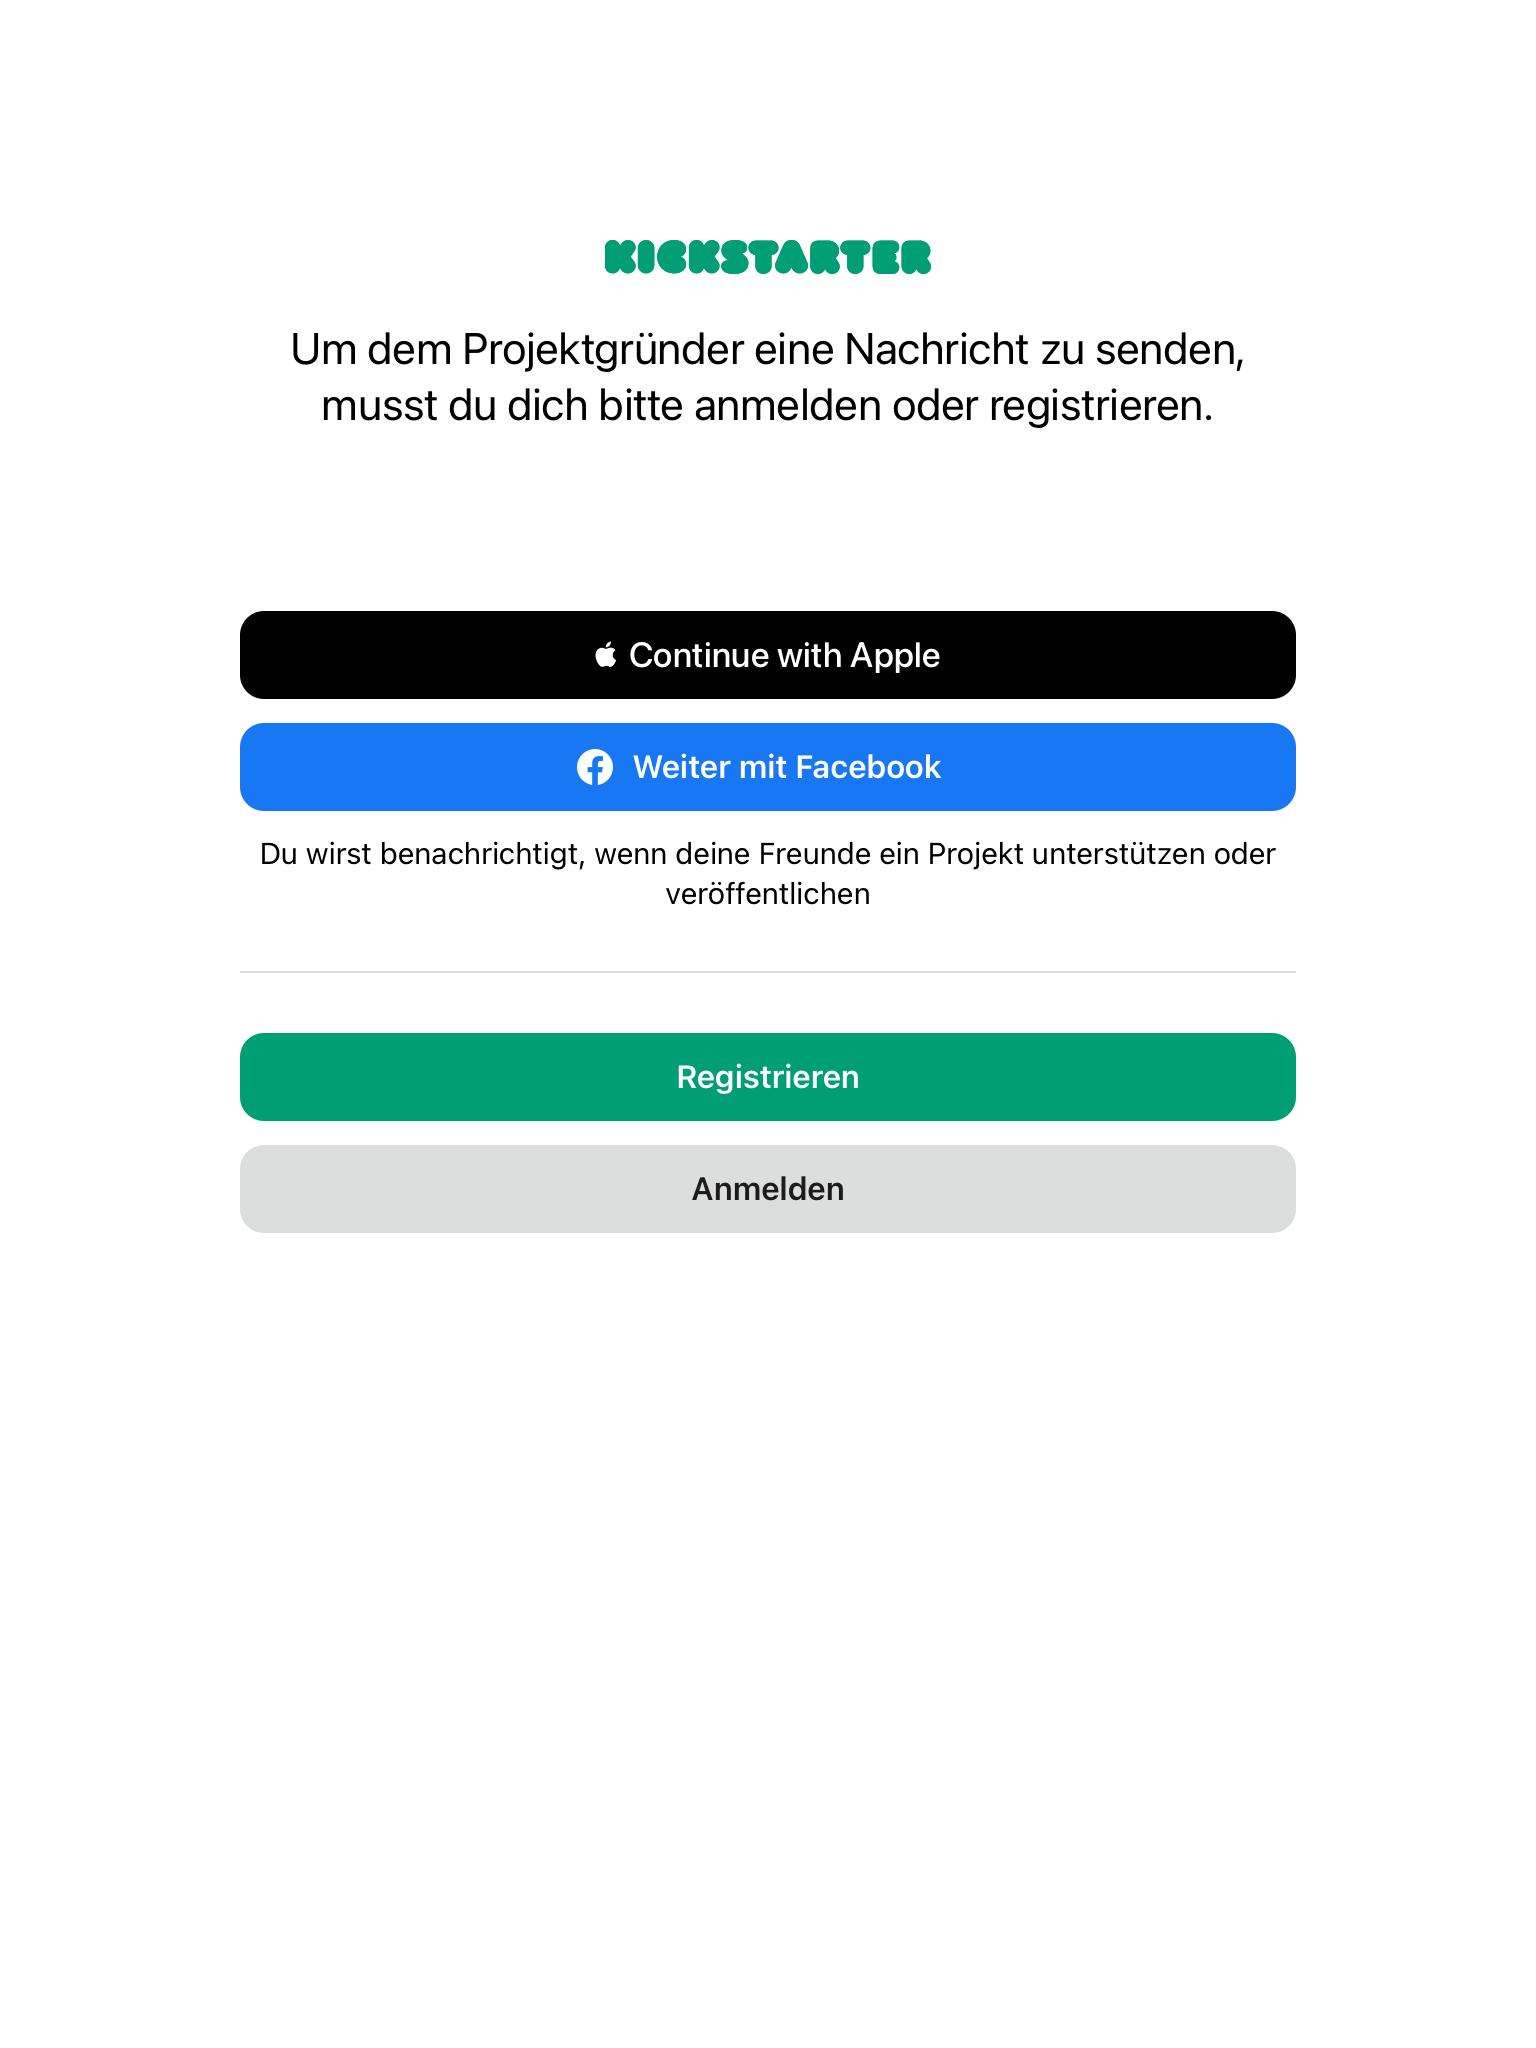 KICKSTARTER
Um dem Projektgründer eine Nachricht zu senden,
musst du dich bitte anmelden oder registrieren.
Continue with Apple
Weiter mit Facebook
Du wirst benachrichtigt, wenn deine Freunde ein Projekt unterstützen oder
veröffentlichen
Registrieren
Anmelden